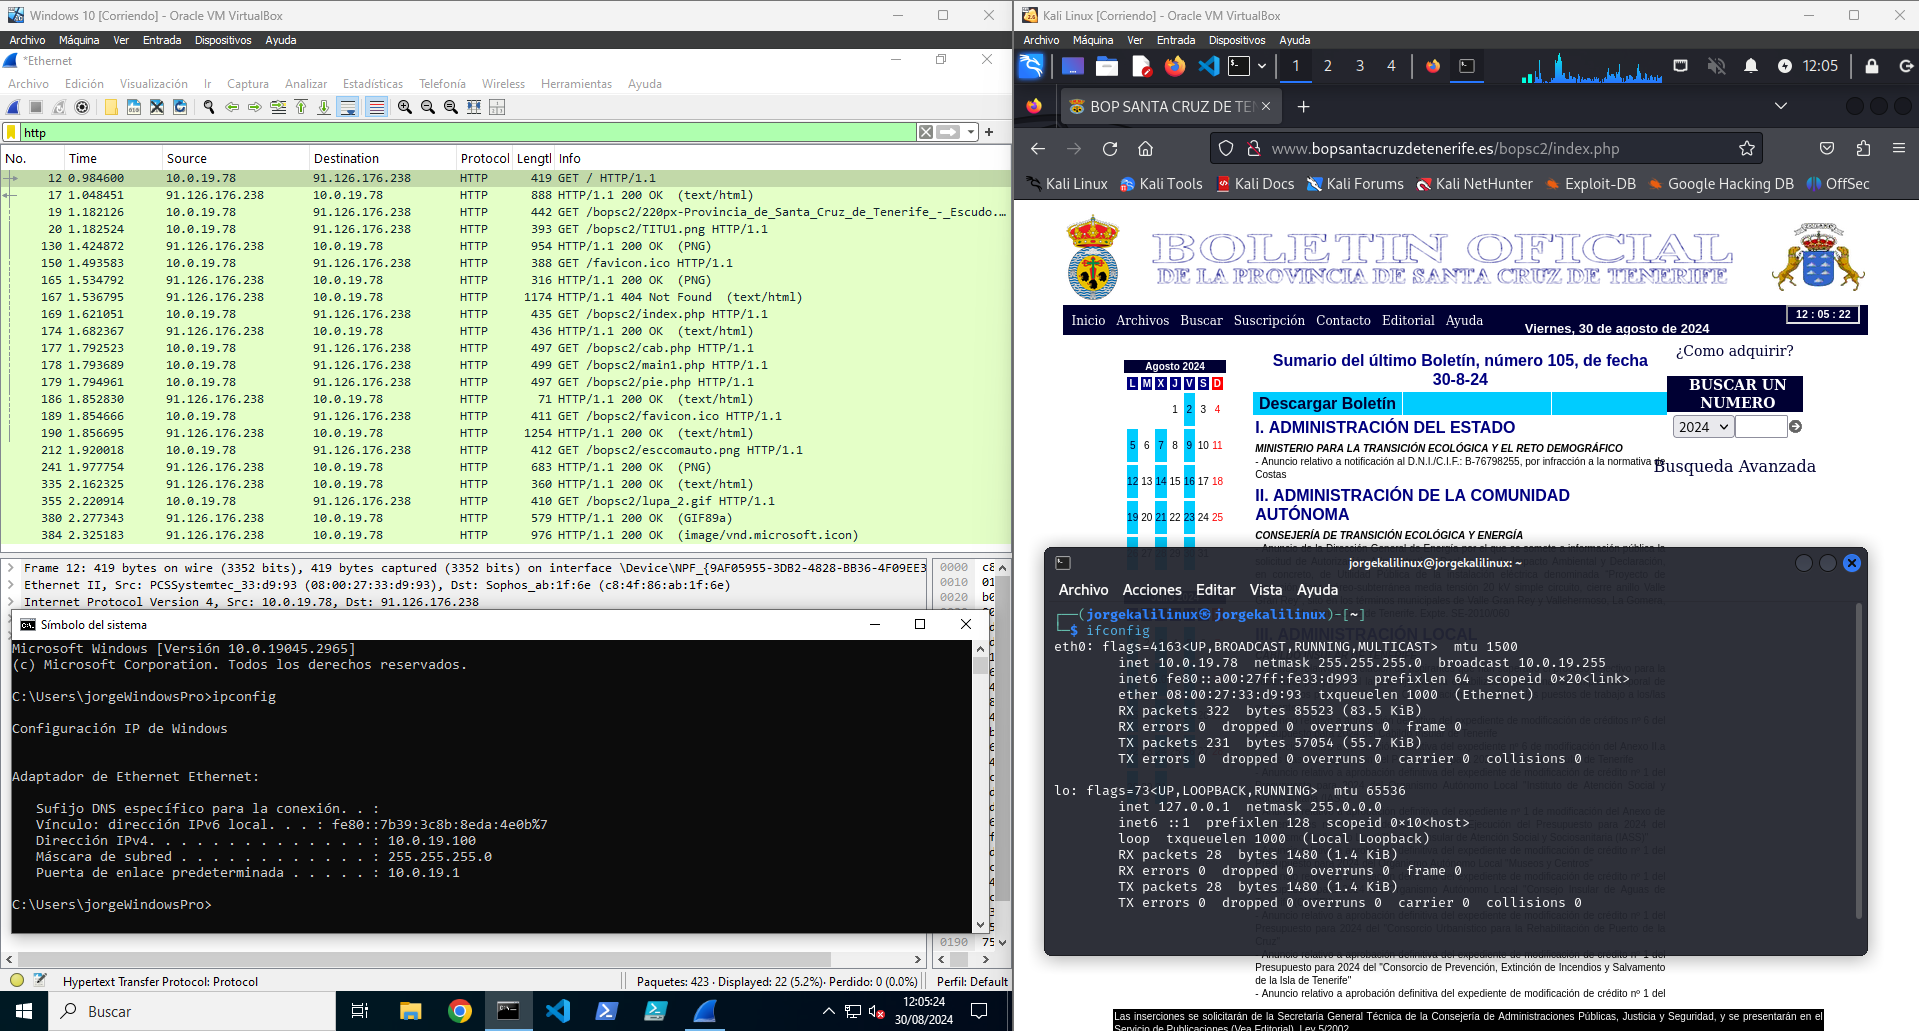 Windows 10 [Corriendo] - Oracle VM VirtualBox
Archivo Máquina Ver Entrada Dispositivos Ayuda
*Ethernet
Archivo Edición Visualización Ir Captura Analizar Estadísticas Telefonía Wireless Herramientas Ayuda
http
No. Time Source Destination Protocol Lengtl Info
12 0.984600 10.0.19.78 91.126.176.238 HTTP 419 GET / HTTP/1.1
17 1.048451 91.126.176.238 10.0.19.78 HTTP 888 HTTP/1.1 200 OK (text/html)
19 1.182126 10.0.19.78 91.126.176.238 HTTP 442 GET /bopsc2/220px-Provincia_de_Santa_Cruz_de_Tenerife_-_Escudo.…
20 1.182524 10.0.19.78 91.126.176.238 HTTP 393 GET /bopsc2/TITU1.png HTTP/1.1
130 1.424872 91.126.176.238 10.0.19.78 HTTP 954 HTTP/1.1 200 OK (PNG)
150 1.493583 10.0.19.78 91.126.176.238 HTTP 388 GET /favicon.ico HTTP/1.1
165 1.534792 91.126.176.238 10.0.19.78 HTTP 316 HTTP/1.1 200 OK (PNG)
167 1.536795 91.126.176.238 10.0.19.78 HTTP 1174 HTTP/1.1 404 Not Found (text/html)
169 1.621051 10.0.19.78 91.126.176.238 HTTP 435 GET /bopsc2/index.php HTTP/1.1
174 1.682367 91.126.176.238 10.0.19.78 HTTP 436 HTTP/1.1 200 OK (text/html)
177 1.792523 10.0.19.78 91.126.176.238 HTTP 497 GET /bopsc2/cab.php HTTP/1.1
178 1.793689 10.0.19.78 91.126.176.238 HTTP 499 GET /bopsc2/main1.php HTTP/1.1
179 1.794961 10.0.19.78 91.126.176.238 HTTP 497 GET /bopsc2/pie.php HTTP/1.1
186 1.852830 91.126.176.238 10.0.19.78 HTTP 71 HTTP/1.1 200 OK (text/html)
189 1.854666 10.0.19.78 91.126.176.238 HTTP 411 GET /bopsc2/favicon.ico HTTP/1.1
190 1.856695 91.126.176.238 10.0.19.78 HTTP 1254 HTTP/1.1 200 OK (text/html)
212 1.920018 10.0.19.78 91.126.176.238 HTTP 412 GET /bopsc2/esccomauto.png HTTP/1.1
241 1.977754 91.126.176.238 10.0.19.78 HTTP 683 HTTP/1.1 200 OK (PNG)
335 2.162325 91.126.176.238 10.0.19.78 HTTP 360 HTTP/1.1 200 OK (text/html)
355 2.220914 10.0.19.78 91.126.176.238 HTTP 410 GET /bopsc2/lupa_2.gif HTTP/1.1
380 2.277343 91.126.176.238 10.0.19.78 HTTP 579 HTTP/1.1 200 OK (GIF89a)
384 2.325183 91.126.176.238 10.0.19.78 HTTP 976 HTTP/1.1 200 OK (image/vnd.microsoft.icon)
Frame 12: 419 bytes on wire (3352 bits), 419 bytes captured (3352 bits) on interface \Device\NPF_{9AF05955-3DB2-4828-BB36-4F09EE3
Ethernet II, Src: PCSSystemtec_33:d9:93 (08:00:27:33:d9:93), Dst: Sophos_ab:1f:6e (c8:4f:86:ab:1f:6e)
Internet Protocol Version 4, Src: 10.0.19.78, Dst: 91.126.176.238
0000 c8
0010 01
0020 b0
0190 75
Símbolo del sistema
Microsoft Windows [Versión 10.0.19045.2965]
(c) Microsoft Corporation. Todos los derechos reservados.
C:\Users\jorgeWindowsPro>ipconfig
Configuración IP de Windows
Adaptador de Ethernet Ethernet:
Sufijo DNS específico para la conexión. . :
Vínculo: dirección IPv6 local. . . : fe80::7b39:3c8b:8eda:4e0b%7
Dirección IPv4. . . . . . . . . . . . . . : 10.0.19.100
Máscara de subred . . . . . . . . . . . . : 255.255.255.0
Puerta de enlace predeterminada . . . . . : 10.0.19.1
C:\Users\jorgeWindowsPro>
Hypertext Transfer Protocol: Protocol
Paquetes: 423 · Displayed: 22 (5.2%)· Perdido: 0 (0.0%)
Perfil: Default
Buscar
12:05:24
30/08/2024
Kali Linux [Corriendo] - Oracle VM VirtualBox
Archivo Máquina Ver Entrada Dispositivos Ayuda
1 2 3 4
12:05
BOP SANTA CRUZ DE TEN
www.bopsantacruzdetenerife.es/bopsc2/index.php
Kali Linux Kali Tools Kali Docs Kali Forums Kali NetHunter Exploit-DB Google Hacking DB OffSec
BOLETIN OFICIAL
DE LA PROVINCIA DE SANTA CRUZ DE TENERIFE
Inicio Archivos Buscar Suscripción Contacto Editorial Ayuda
Viernes, 30 de agosto de 2024
12 : 05 : 22
Agosto 2024
L M X J V S D
1 2 3 4
5 6 7 8 9 10 11
12 13 14 15 16 17 18
19 20 21 22 23 24 25
Sumario del último Boletín, número 105, de fecha
30-8-24
Descargar Boletín
I. ADMINISTRACIÓN DEL ESTADO
MINISTERIO PARA LA TRANSICIÓN ECOLÓGICA Y EL RETO DEMOGRÁFICO
- Anuncio relativo a notificación al D.N.I./C.I.F.: B-76798255, por infracción a la normativa de
Costas
II. ADMINISTRACIÓN DE LA COMUNIDAD
AUTÓNOMA
CONSEJERÍA DE TRANSICIÓN ECOLÓGICA Y ENERGÍA
¿Como adquirir?
BUSCAR UN
NUMERO
2024
Busqueda Avanzada
jorgekalilinux@jorgekalilinux: ~
Archivo Acciones Editar Vista Ayuda
┌──(jorgekalilinux㉿jorgekalilinux)-[~]
└─$ ifconfig
eth0: flags=4163<UP,BROADCAST,RUNNING,MULTICAST> mtu 1500
inet 10.0.19.78 netmask 255.255.255.0 broadcast 10.0.19.255
inet6 fe80::a00:27ff:fe33:d993 prefixlen 64 scopeid 0×20<link>
ether 08:00:27:33:d9:93 txqueuelen 1000 (Ethernet)
RX packets 322 bytes 85523 (83.5 KiB)
RX errors 0 dropped 0 overruns 0 frame 0
TX packets 231 bytes 57054 (55.7 KiB)
TX errors 0 dropped 0 overruns 0 carrier 0 collisions 0
lo: flags=73<UP,LOOPBACK,RUNNING> mtu 65536
inet 127.0.0.1 netmask 255.0.0.0
inet6 ::1 prefixlen 128 scopeid 0×10<host>
loop txqueuelen 1000 (Local Loopback)
RX packets 28 bytes 1480 (1.4 KiB)
RX errors 0 dropped 0 overruns 0 frame 0
TX packets 28 bytes 1480 (1.4 KiB)
TX errors 0 dropped 0 overruns 0 carrier 0 collisions 0
Presupuesto para 2024 del "Consorcio de Prevención, Extinción de Incendios y Salvamento
de la Isla de Tenerife"
- Anuncio relativo a aprobación definitiva del expediente de modificación de crédito nº 1 del
Las inserciones se solicitarán de la Secretaría General Técnica de la Consejería de Administraciones Públicas, Justicia y Seguridad, y se presentarán en el
Servicio de Publicaciones (Vea Editorial). Ley 5/2002